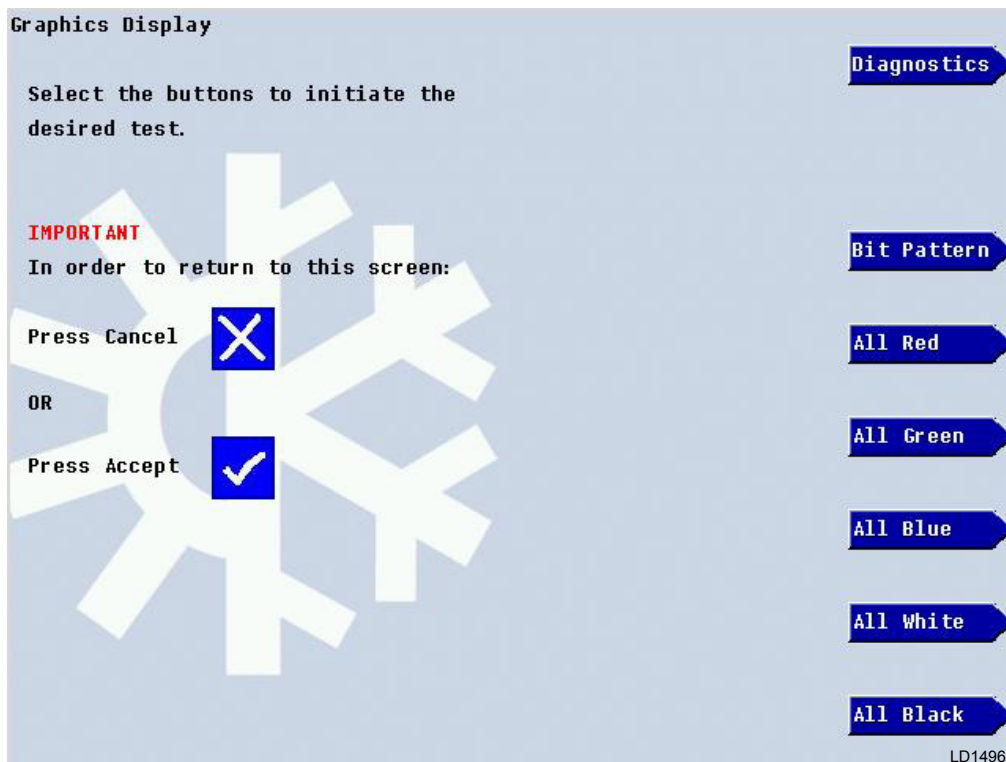 Graphics Display
Diagnostics
Select the buttons to initiate the
desired test.
IMPORTANT
In order to return to this screen:
Bit Pattern
Press Cancel
All Red
OR
All Green
Press Accept
All Blue
All White
All Black
LD1496